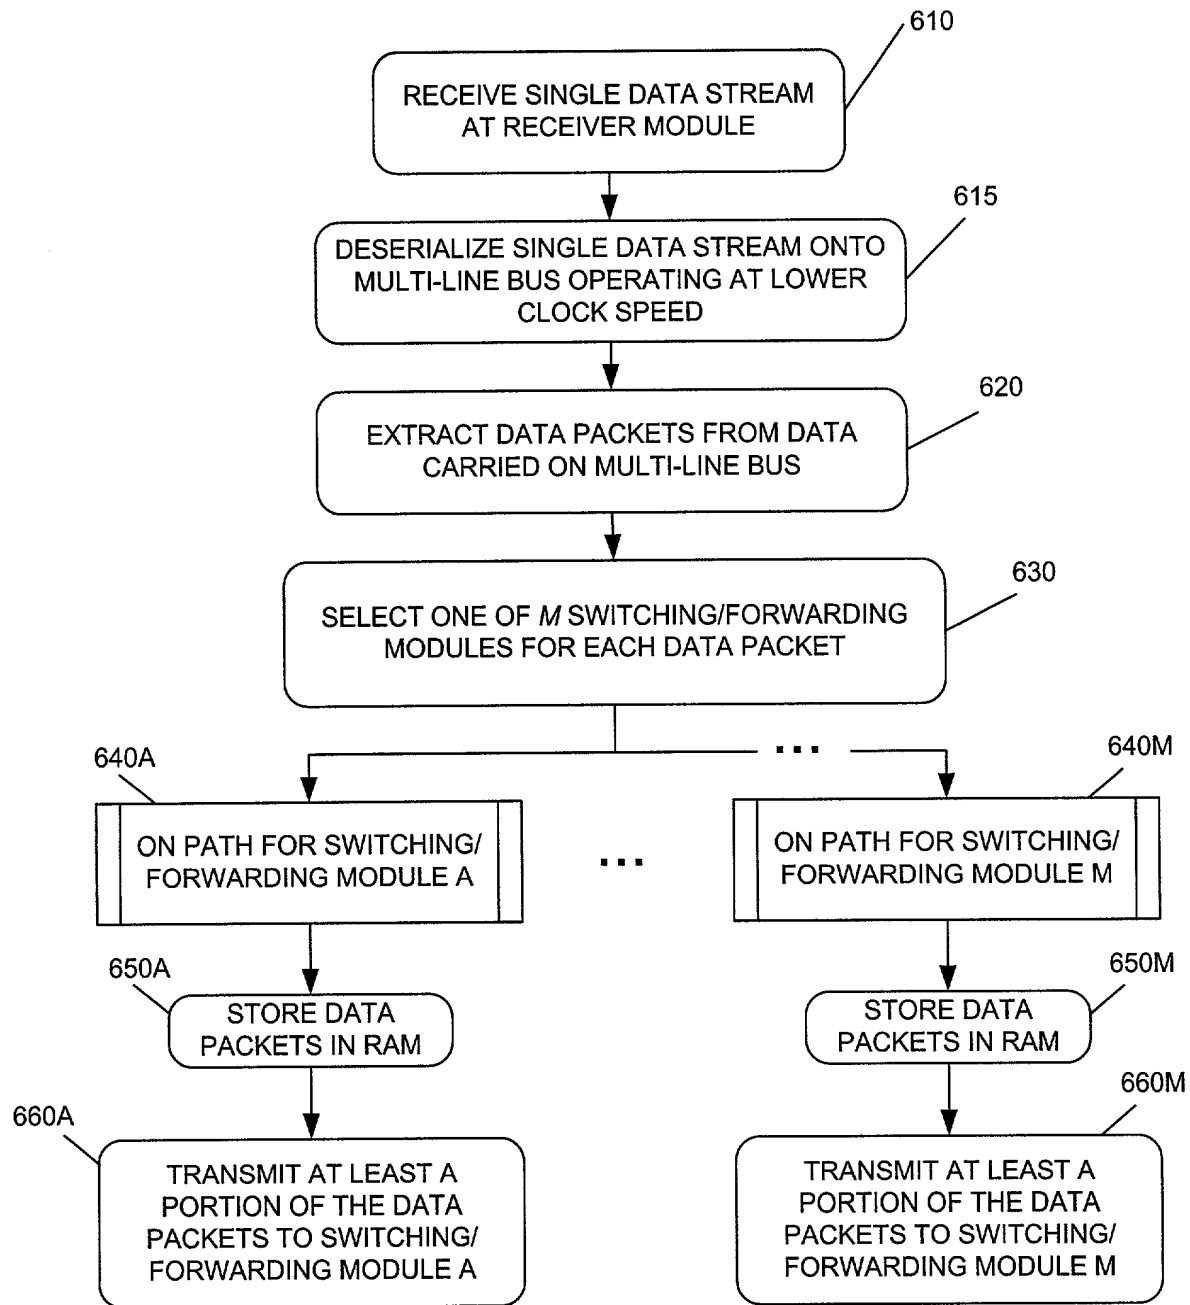 610
RECEIVE SINGLE DATA STREAM
AT RECEIVER MODULE
615
DESERIALIZE SINGLE DATA STREAM ONTO
MULTI-LINE BUS OPERATING AT LOWER
CLOCK SPEED
620
EXTRACT DATA PACKETS FROM DATA
CARRIED ON MULTI-LINE BUS
630
SELECT ONE OF M SWITCHING/FORWARDING
MODULES FOR EACH DATA PACKET
...
640A
640M
ON PATH FOR SWITCHING/
FORWARDING MODULE A
...
ON PATH FOR SWITCHING/
FORWARDING MODULE M
650A
650M
STORE DATA
PACKETS IN RAM
STORE DATA
PACKETS IN RAM
660A
660M
TRANSMIT AT LEAST A
PORTION OF THE DATA
PACKETS TO SWITCHING/
FORWARDING MODULE A
TRANSMIT AT LEAST A
PORTION OF THE DATA
PACKETS TO SWITCHING/
FORWARDING MODULE M